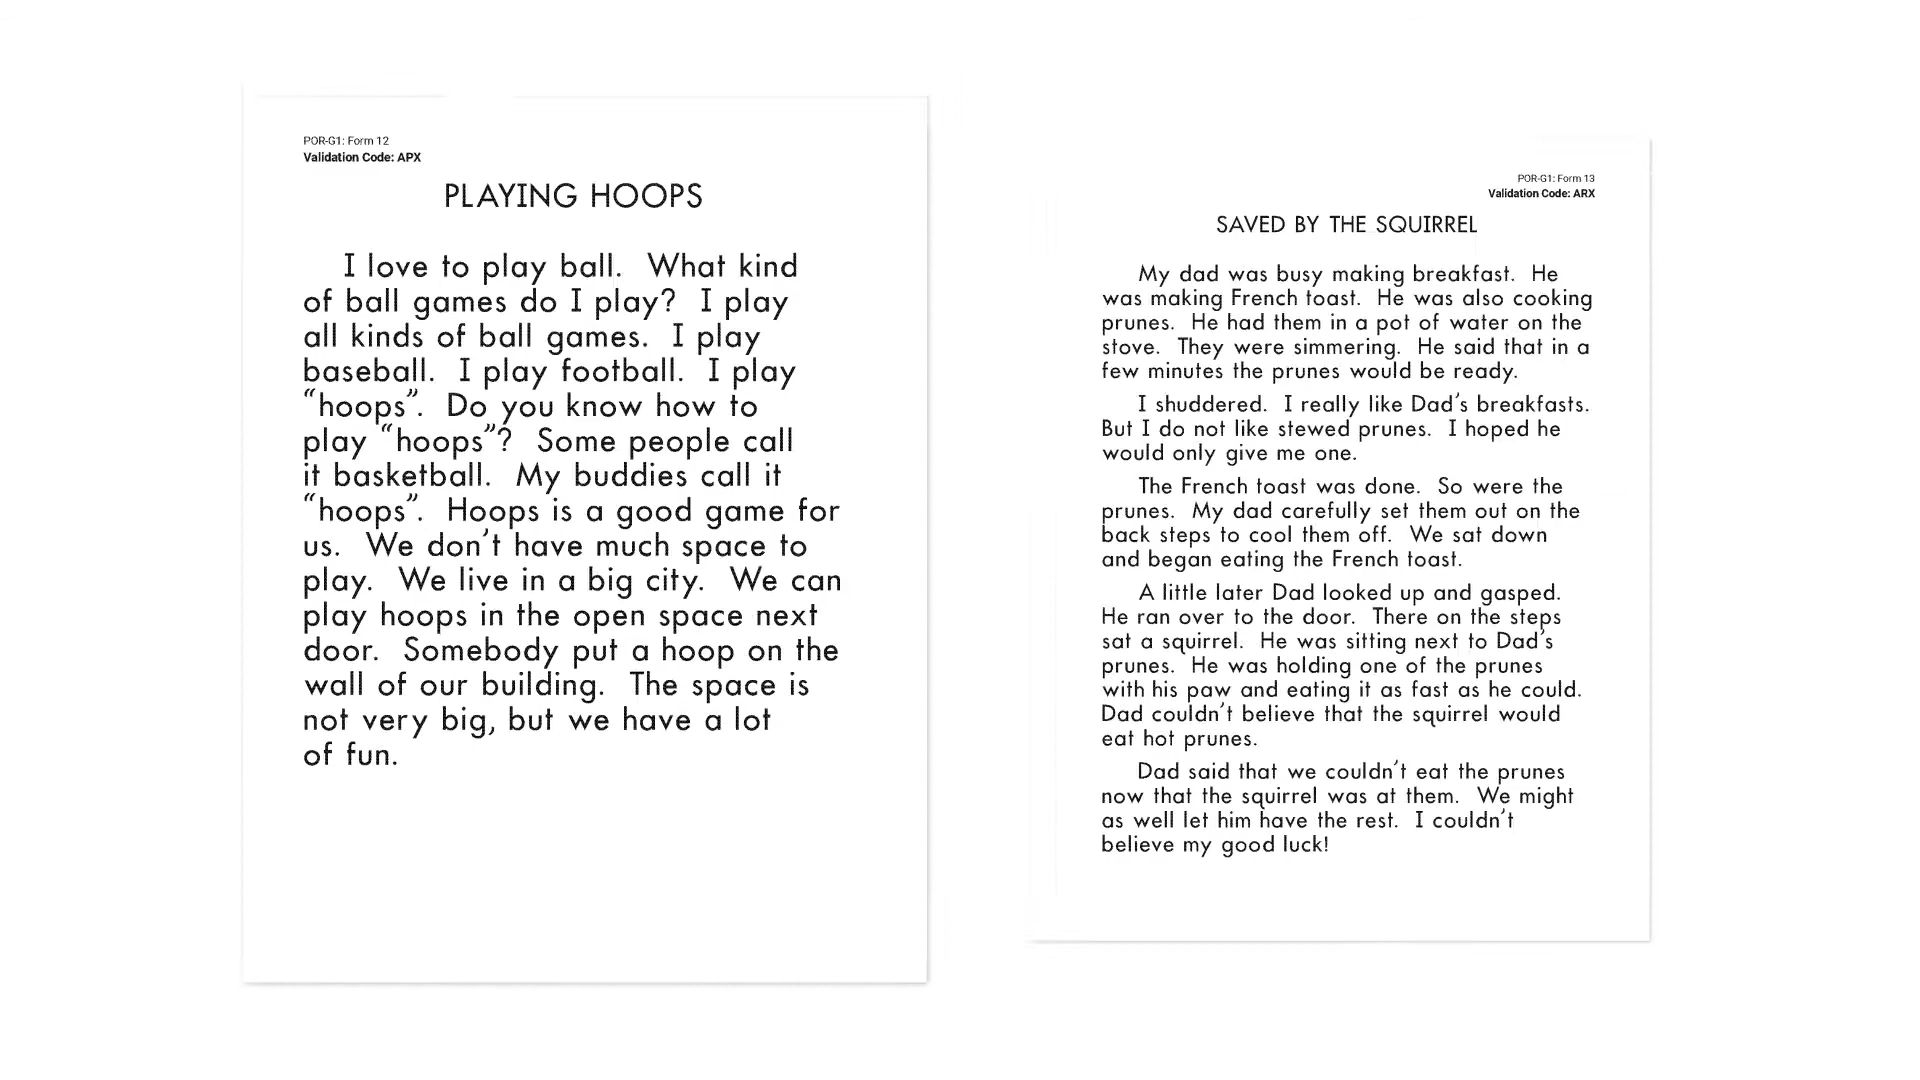 POR-G1: Form 12
Validation Code: APX
PLAYING HOOPS
I love to play ball. What kind
of ball games do I play? I play
all kinds of ball games. I play
baseball. I play football. I play
“hoops”. Do you know how to
play “hoops”? Some people call
it basketball. My buddies call it
“hoops”. Hoops is a good game for
us. We don’t have much space to
play. We live in a big city. We can
play hoops in the open space next
door. Somebody put a hoop on the
wall of our building. The space is
not very big, but we have a lot
of fun.
POR-G1: Form 13
Validation Code: ARX
SAVED BY THE SQUIRREL
My dad was busy making breakfast. He
was making French toast. He was also cooking
prunes. He had them in a pot of water on the
stove. They were simmering. He said that in a
few minutes the prunes would be ready.
I shuddered. I really like Dad’s breakfasts.
But I do not like stewed prunes. I hoped he
would only give me one.
The French toast was done. So were the
prunes. My dad carefully set them out on the
back steps to cool them off. We sat down
and began eating the French toast.
A little later Dad looked up and gasped.
He ran over to the door. There on the steps
sat a squirrel. He was sitting next to Dad’s
prunes. He was holding one of the prunes
with his paw and eating it as fast as he could.
Dad couldn’t believe that the squirrel would
eat hot prunes.
Dad said that we couldn’t eat the prunes
now that the squirrel was at them. We might
as well let him have the rest. I couldn’t
believe my good luck!